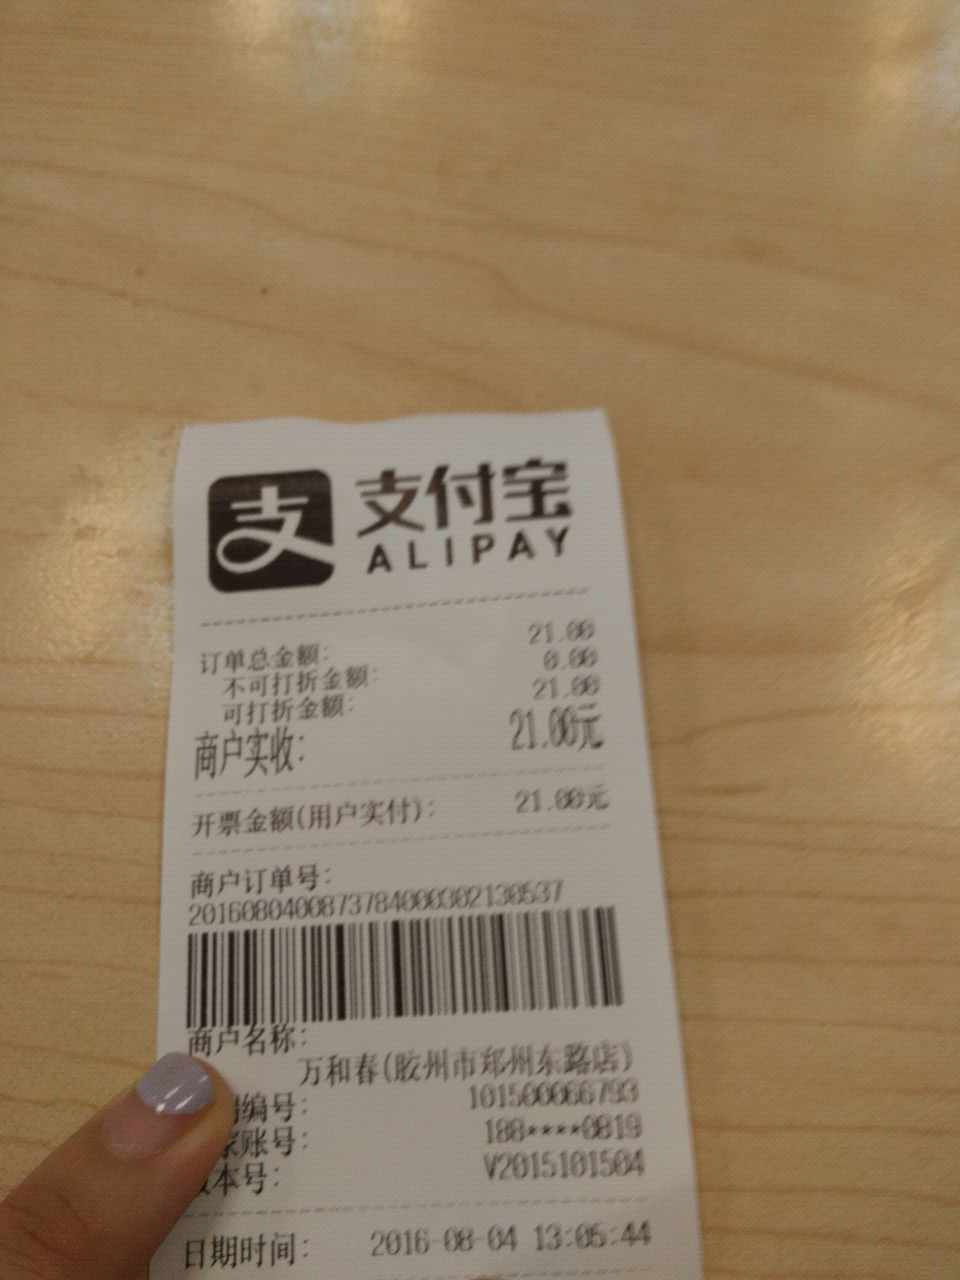 支 支付宝
ALIPAY
订单总金额: 21.00
不可打折金额: 0.00
可打折金额: 21.00
商户实收: 21.00元
开票金额(用户实付): 21.00元
商户订单号:
2016080400873784000302130537
商户名称:
万和春(胶州市郑州东路店)
编号: 101500066793
账号: 188****0819
本号: V2015101504
日期时间: 2016-08-04 13:05:44